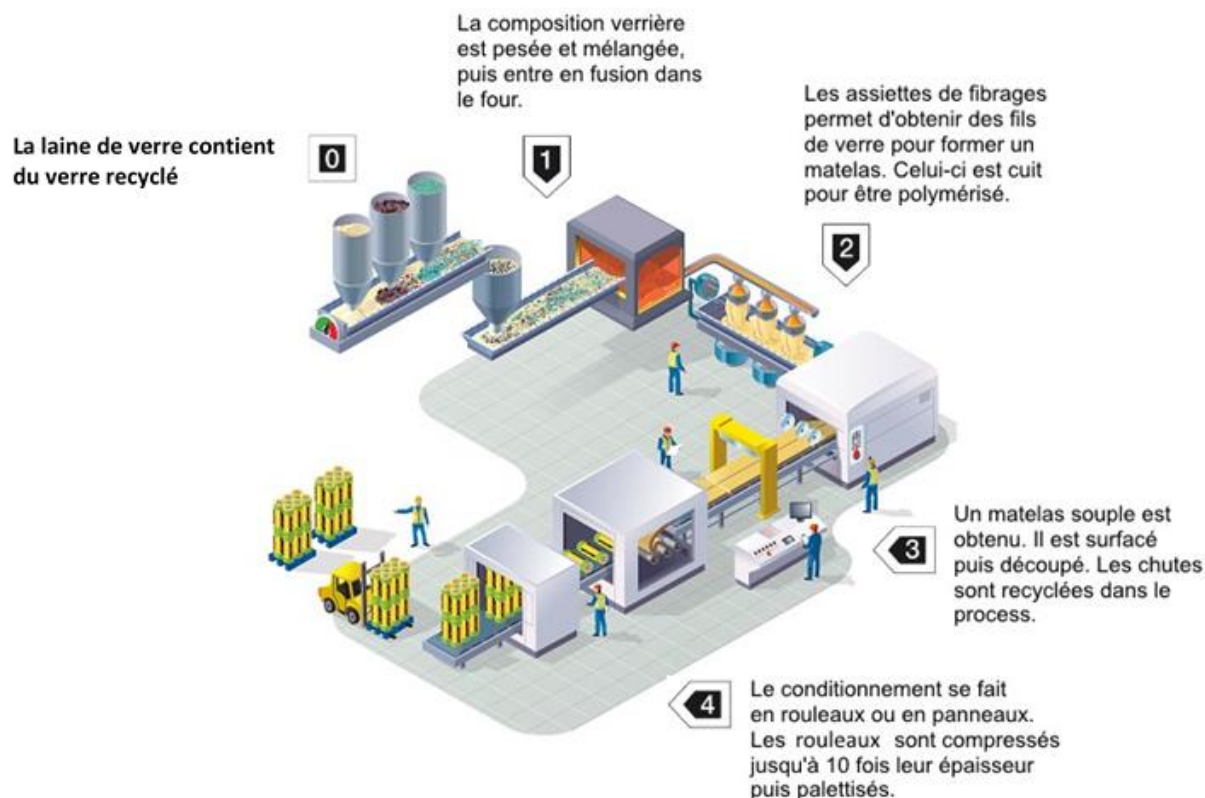 La composition verrière
est pesée et mélangée,
puis entre en fusion dans
le four.
La laine de verre contient
du verre recyclé
0
1
Les assiettes de fibrages
permet d'obtenir des fils
de verre pour former un
matelas. Celui-ci est cuit
pour être polymérisé.
2
3
Un matelas souple est
obtenu. Il est surfacé
puis découpé. Les chutes
sont recyclées dans le
process.
4
Le conditionnement se fait
en rouleaux ou en panneaux.
Les rouleaux sont compressés
jusqu'à 10 fois leur épaisseur
puis palettisés.